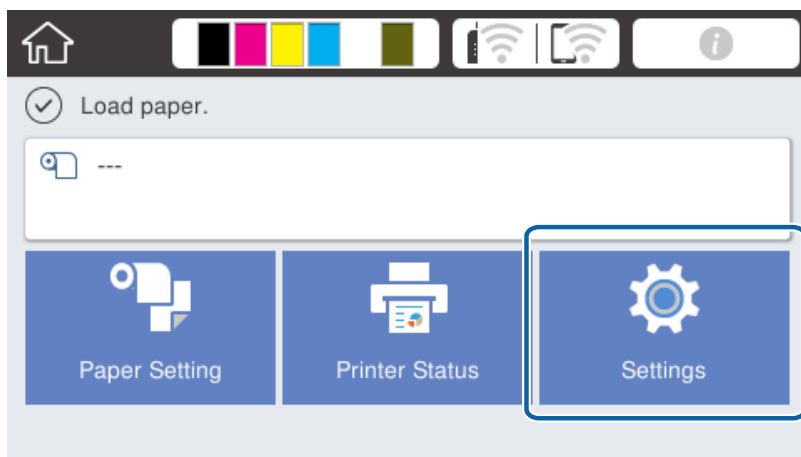 Load paper.
---
Paper Setting
Printer Status
Settings